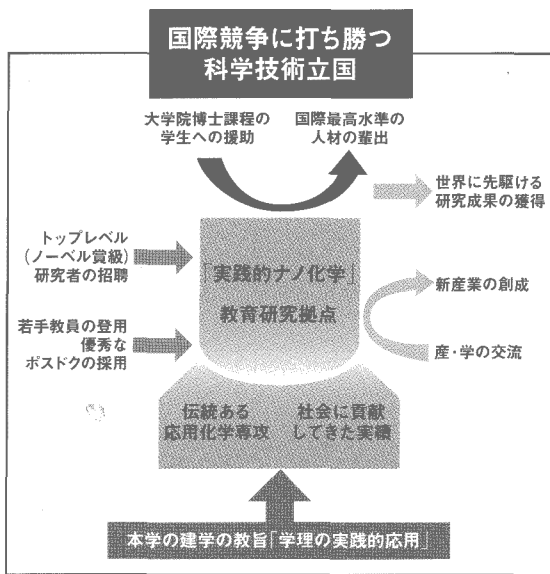 国際競争に打ち勝つ
科学技術立国
大学院博士課程の
学生への援助
国際最高水準の
人材の輩出
世界に先駆ける
研究成果の獲得
トップレベル
(ノーベル賞級)
研究者の招聘
「実践的ナノ化学」
教育研究拠点
新産業の創成
若手教員の登用
優秀な
ポスドクの採用
産・学の交流
伝統ある
応用化学専攻
社会に貢献
してきた実績
本学の建学の教旨「学理の実践的応用」